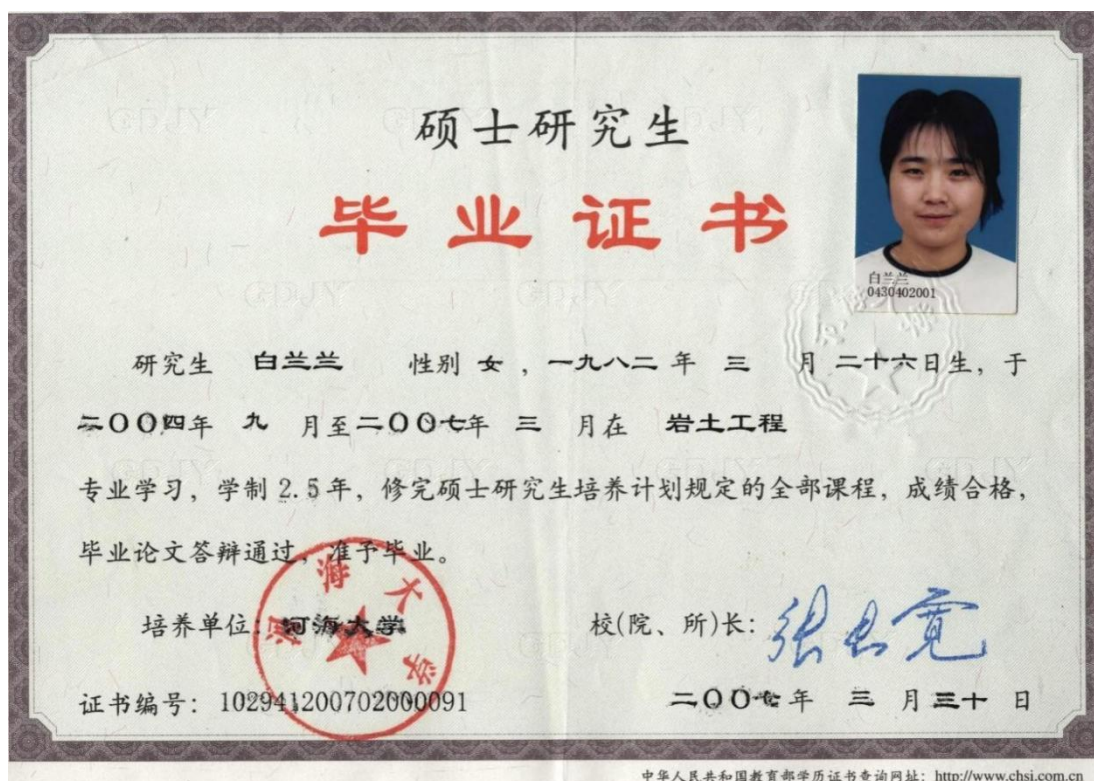 硕士研究生
毕业证书
白兰兰
0430402001
研究生 白兰兰 性别 女 ，一九八二 年 三 月 二十六日生，于
二〇〇四年 九 月至二〇〇七年 三 月在 岩土工程
专业学习，学制 2.5 年，修完硕士研究生培养计划规定的全部课程，成绩合格，
毕业论文答辩通过，准予毕业。
河海大学
培养单位：河海大学 校(院、所)长：张长宽
证书编号：102941200702000091 二〇〇七年 三 月 三十 日
中华人民共和国教育部学历证书查询网址：http://www.chsi.com.cn